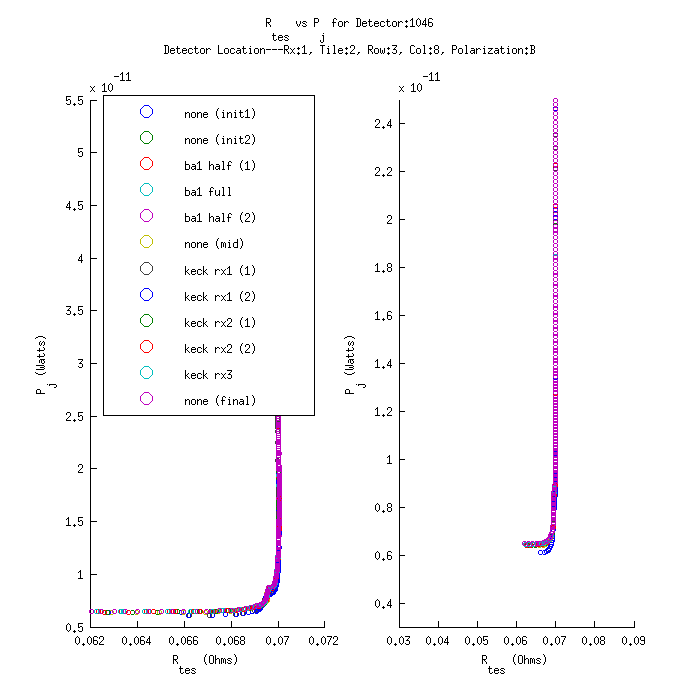 R_tes vs P_j for Detector:1046
Detector Location---Rx:1, Tile:2, Row:3, Col:8, Polarization:B
x 10^-11
5.5
5
4.5
4
3.5
3
2.5
2
1.5
1
0.5
P_j (Watts)
none (init1)
none (init2)
ba1 half (1)
ba1 full
ba1 half (2)
none (mid)
keck rx1 (1)
keck rx1 (2)
keck rx2 (1)
keck rx2 (2)
keck rx3
none (final)
0.062 0.064 0.066 0.068 0.07 0.072
R_tes (Ohms)
x 10^-11
2.4
2.2
2
1.8
1.6
1.4
1.2
1
0.8
0.6
0.4
P_j (Watts)
0.03 0.04 0.05 0.06 0.07 0.08 0.09
R_tes (Ohms)